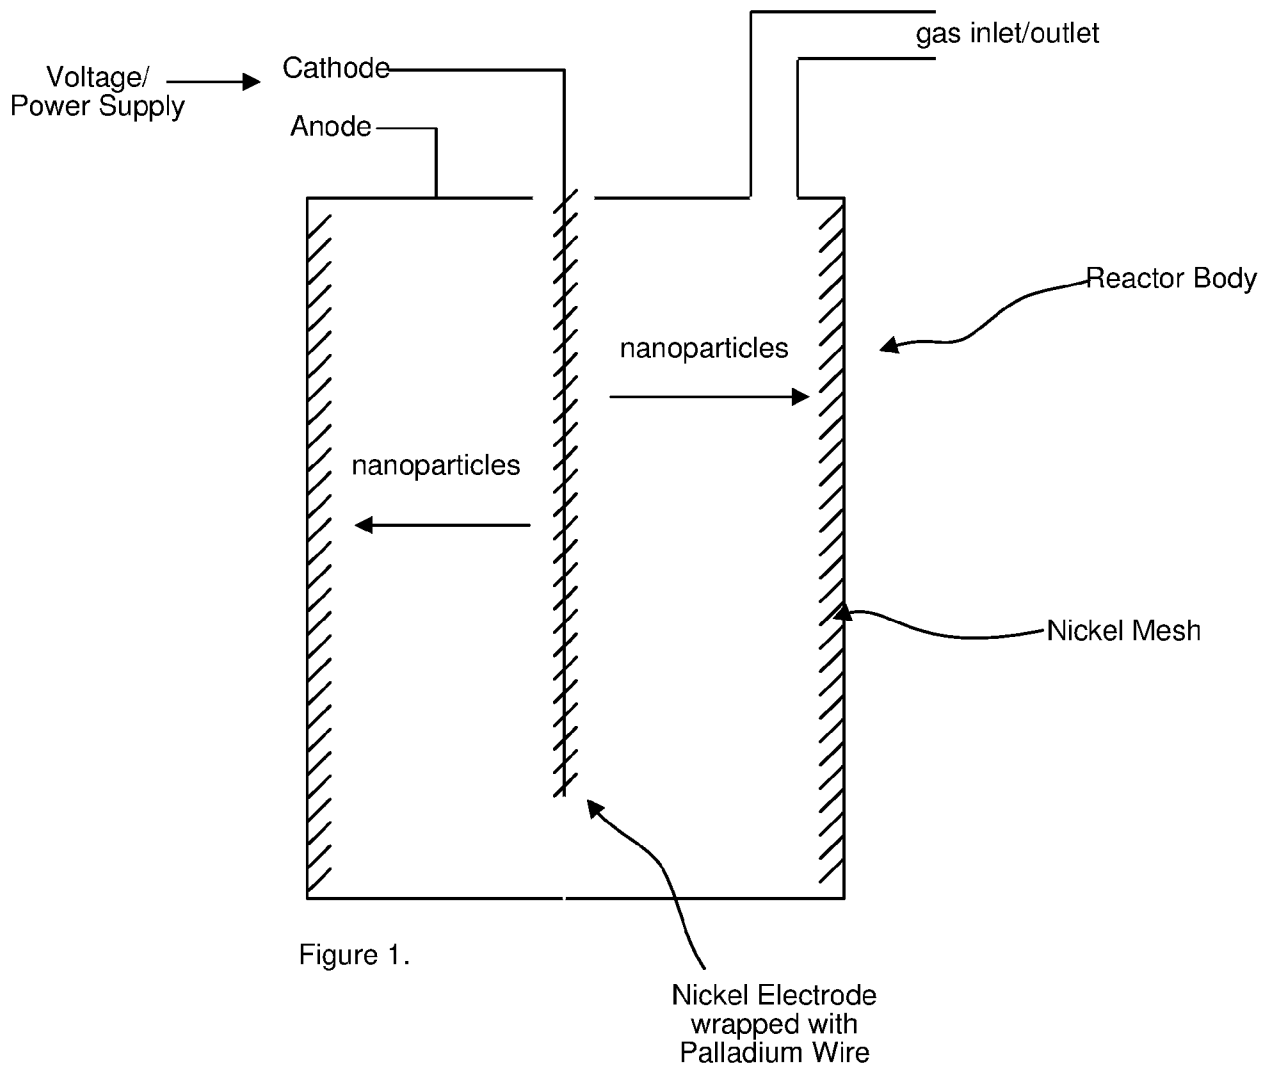 gas inlet/outlet
Cathode
Voltage/
Power Supply
Anode
Reactor Body
nanoparticles
nanoparticles
Nickel Mesh
Figure 1.
Nickel Electrode
wrapped with
Palladium Wire